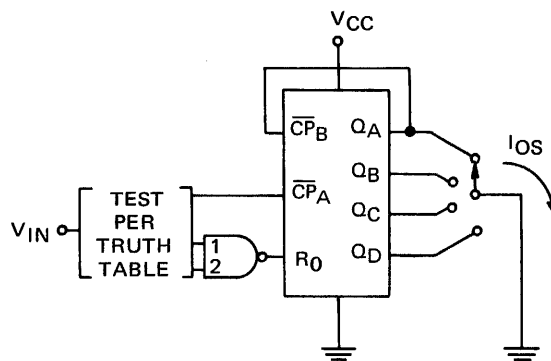 VCC
CPB
QA
IOS
QB
CPA
TEST
PER
TRUTH
TABLE
VIN
QC
1
2
R0
QD